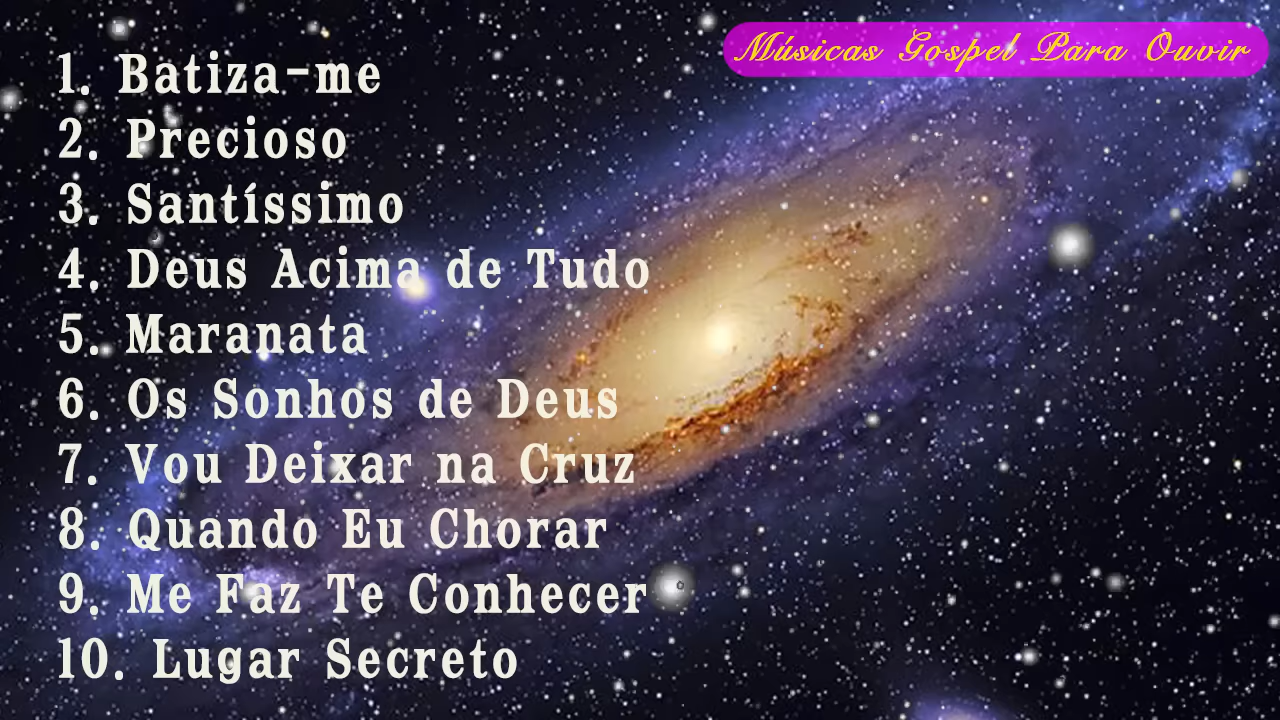 Músicas Gospel Para Ouvir
1. Batiza-me
2. Precioso
3. Santíssimo
4. Deus Acima de Tudo
5. Maranata
6. Os Sonhos de Deus
7. Vou Deixar na Cruz
8. Quando Eu Chorar
9. Me Faz Te Conhecer
10. Lugar Secreto